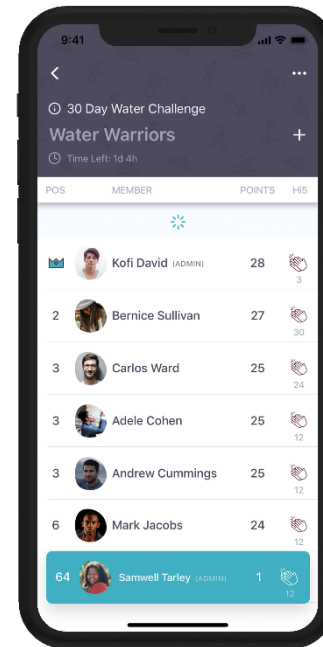 9:41
30 Day Water Challenge
Water Warriors
Time Left: 1d 4h
POS MEMBER POINTS Hi5
Kofi David (ADMIN) 28
3
2 Bernice Sullivan 27
30
3 Carlos Ward 25
24
3 Adele Cohen 25
12
3 Andrew Cummings 25
12
6 Mark Jacobs 24
12
64 Samwell Tarley (ADMIN) 1
12